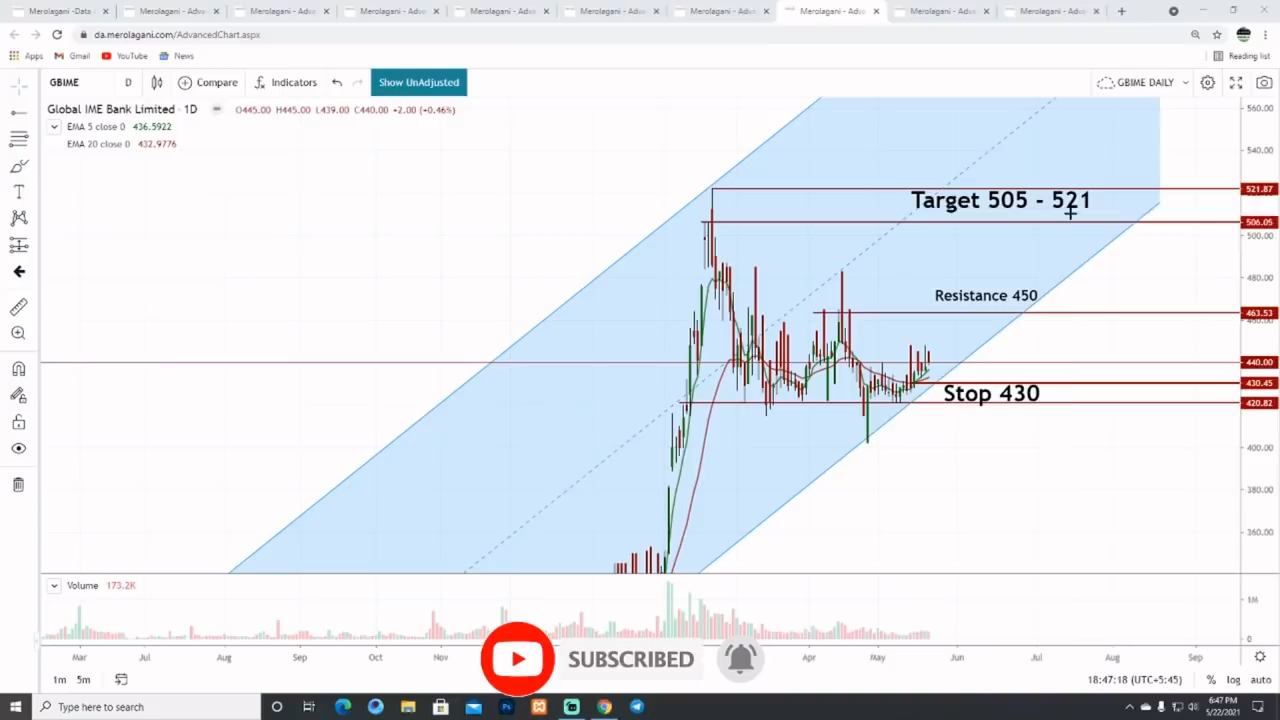 Merolagani -Data
Merolagani - Adva
Merolagani - Adva
Merolagani - Adva
Merolagani - Adva
Merolagani - Adva
Merolagani - Adva
Merolagani - Adva
Merolagani - Adva
Merolagani - Adva
da.merolagani.com/AdvancedChart.aspx
Apps Gmail YouTube News Reading list
GBIME D Compare Indicators Show UnAdjusted GBIME DAILY
Global IME Bank Limited · 1D O445.00 H445.00 L439.00 C440.00 +2.00 (+0.46%)
EMA 5 close 0 436.5922
EMA 20 close 0 432.9776
560.00
540.00
521.87
Target 505 - 521
506.05
500.00
480.00
Resistance 450
463.53
460.00
440.00
430.45
Stop 430
420.82
400.00
380.00
360.00
Volume 173.2K
1M
0
SUBSCRIBED
Mar Jul Aug Sep Oct Nov Apr May Jun Jul Aug Sep
1m 5m 18:47:18 (UTC+5:45) % log auto
Type here to search
6:47 PM
5/22/2021